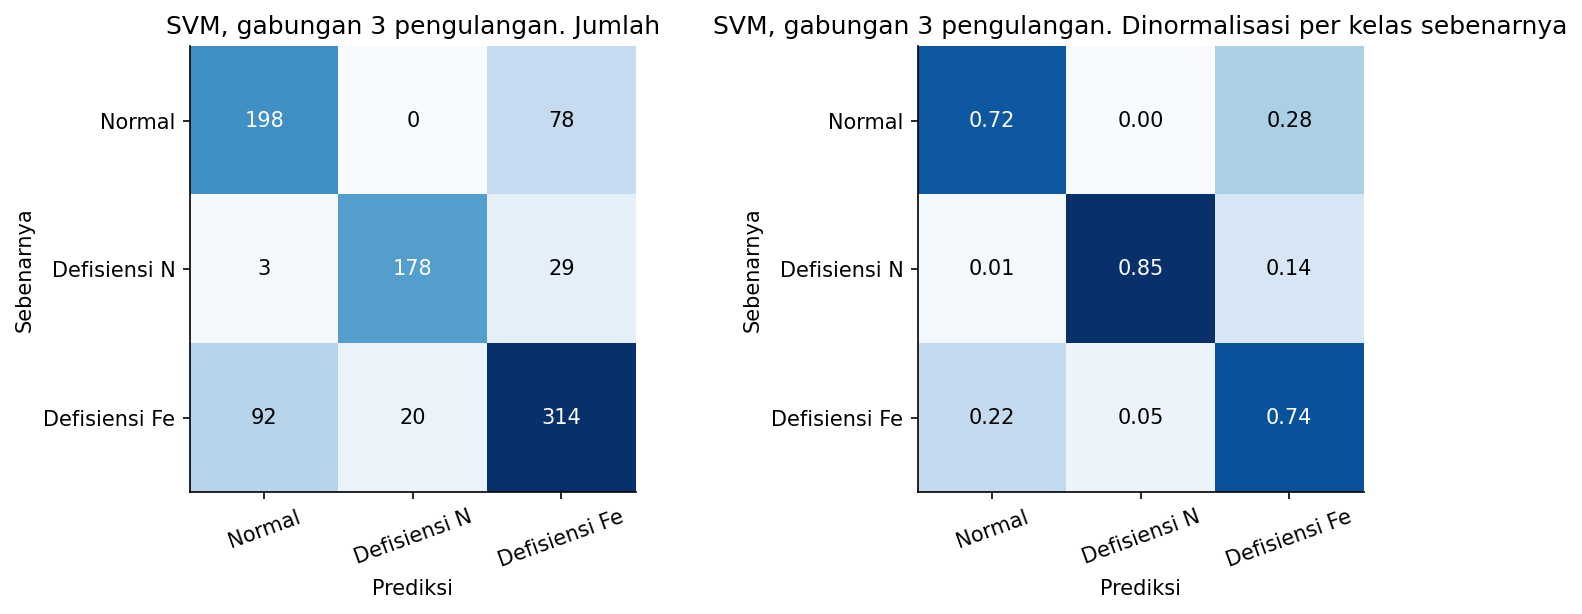 SVM, gabungan 3 pengulangan. Jumlah
Sebenarnya
Normal
198
0
78
Defisiensi N
3
178
29
Defisiensi Fe
92
20
314
Normal
Defisiensi N
Defisiensi Fe
Prediksi
SVM, gabungan 3 pengulangan. Dinormalisasi per kelas sebenarnya
Sebenarnya
Normal
0.72
0.00
0.28
Defisiensi N
0.01
0.85
0.14
Defisiensi Fe
0.22
0.05
0.74
Normal
Defisiensi N
Defisiensi Fe
Prediksi